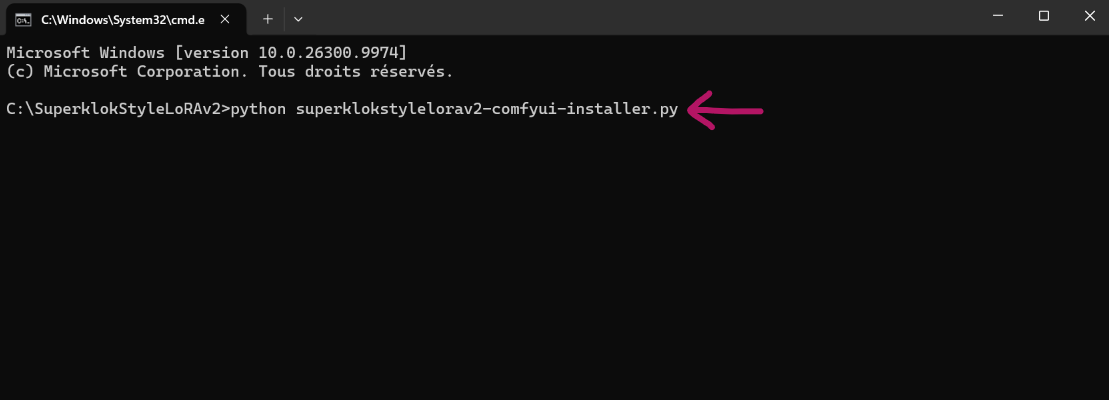 C:\Windows\System32\cmd.e
Microsoft Windows [version 10.0.26300.9974]
(c) Microsoft Corporation. Tous droits réservés.
C:\SuperklokStyleLoRAv2>python superklokstylelorav2-comfyui-installer.py